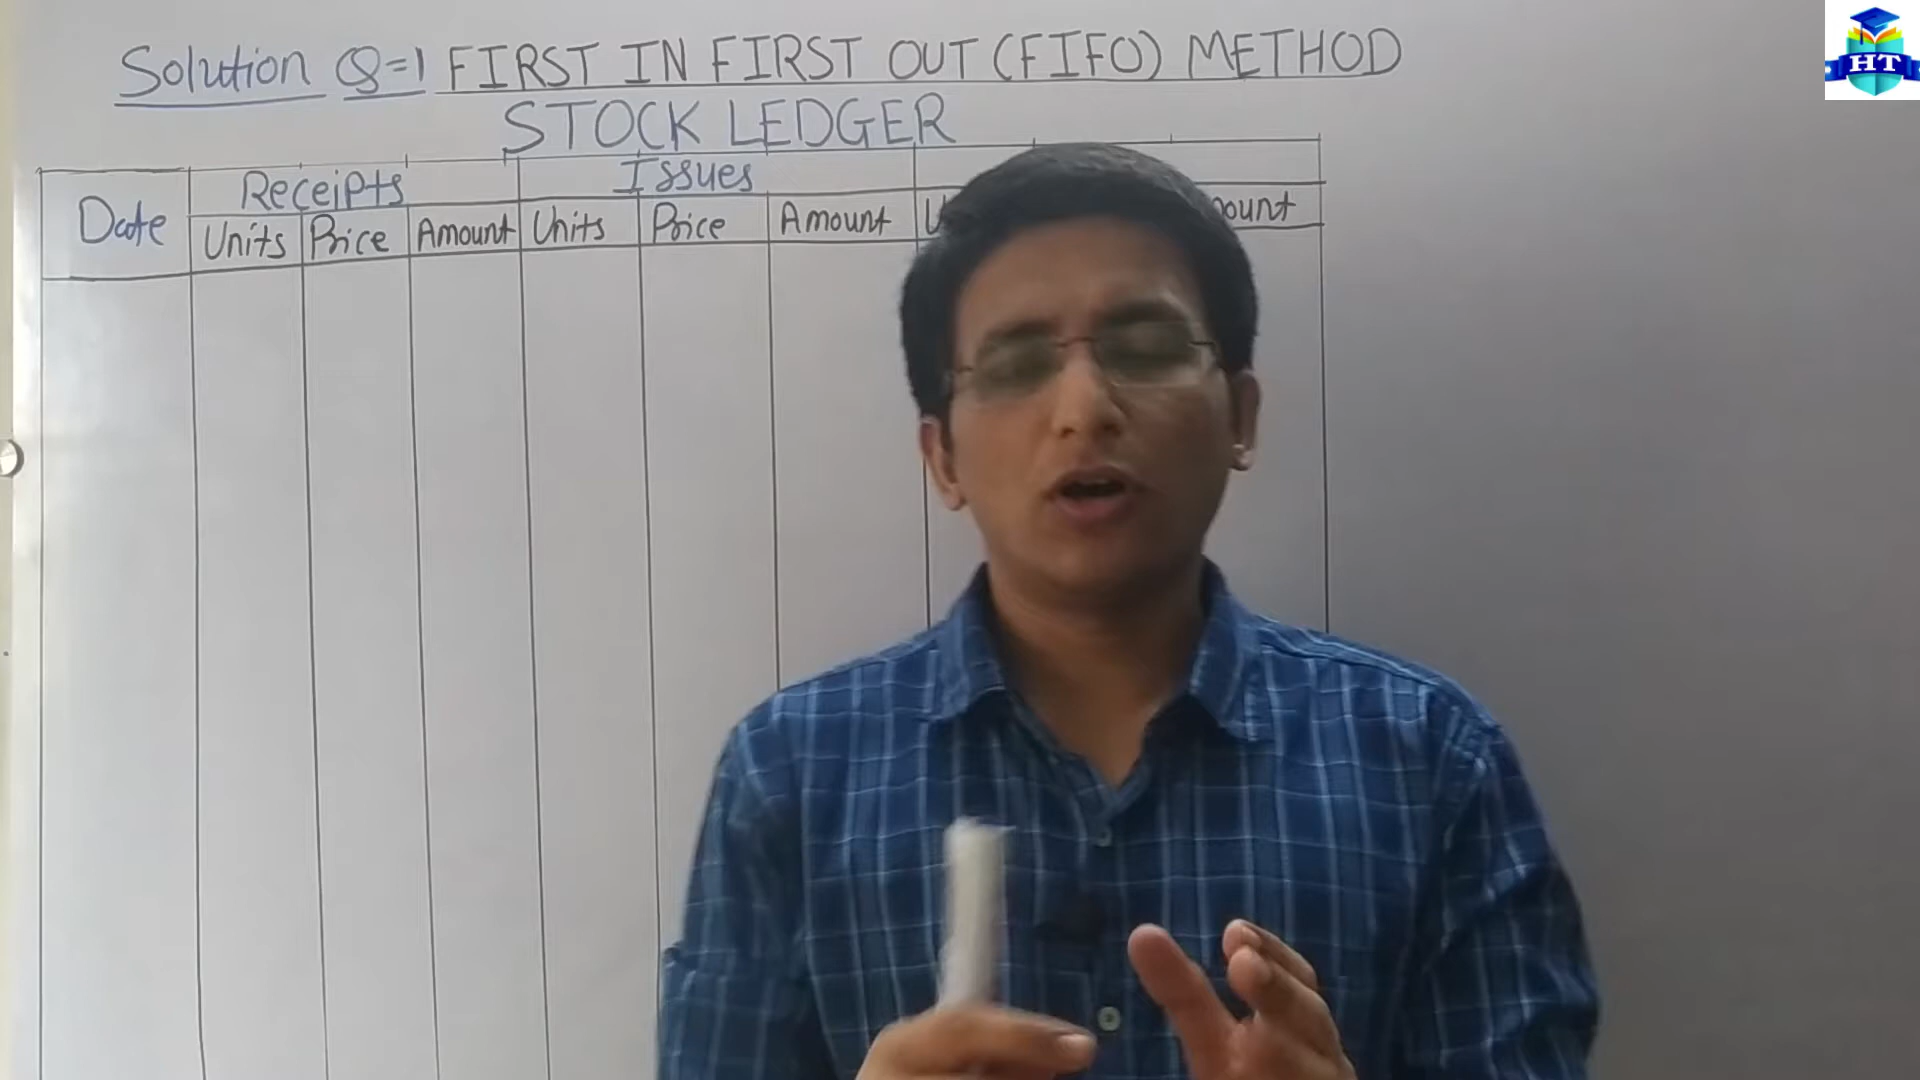 Solution Q=1 FIRST IN FIRST OUT (FIFO) METHOD
STOCK LEDGER
Date Receipts Issues
Units Price Amount Units Price Amount
HT